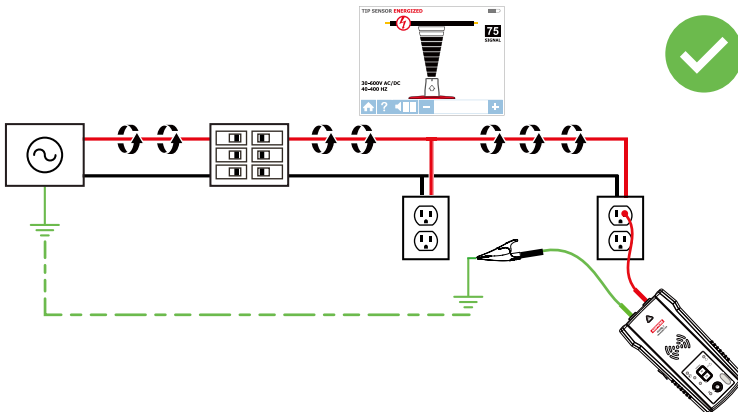 TIP SENSOR ENERGIZED
75
SIGNAL
30-600V AC/DC
40-400 HZ
?